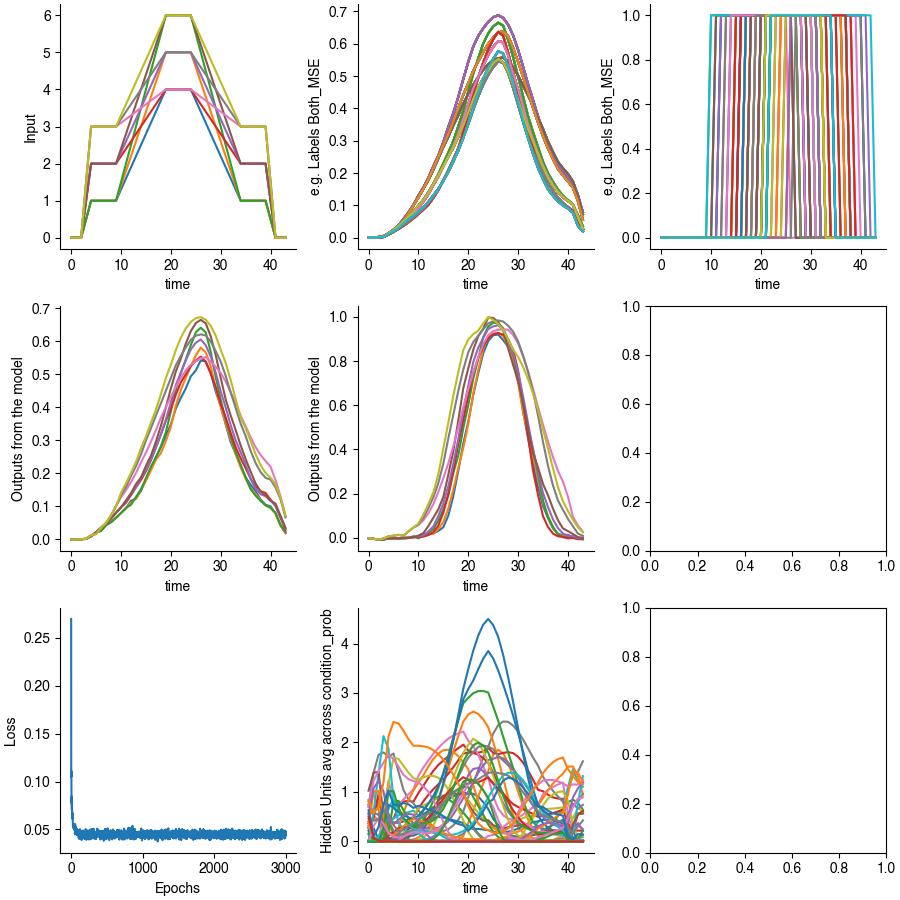 6
5
4
3
2
1
0
Input
0 10 20 30 40
time
0.7
0.6
0.5
0.4
0.3
0.2
0.1
0.0
e.g. Labels Both_MSE
0 10 20 30 40
time
1.0
0.8
0.6
0.4
0.2
0.0
e.g. Labels Both_MSE
0 10 20 30 40
time
0.7
0.6
0.5
0.4
0.3
0.2
0.1
0.0
Outputs from the model
0 10 20 30 40
time
1.0
0.8
0.6
0.4
0.2
0.0
Outputs from the model
0 10 20 30 40
time
1.0
0.8
0.6
0.4
0.2
0.0
0.0 0.2 0.4 0.6 0.8 1.0
0.25
0.20
0.15
0.10
0.05
Loss
0 1000 2000 3000
Epochs
4
3
2
1
0
Hidden Units avg across condition_prob
0 10 20 30 40
time
1.0
0.8
0.6
0.4
0.2
0.0
0.0 0.2 0.4 0.6 0.8 1.0